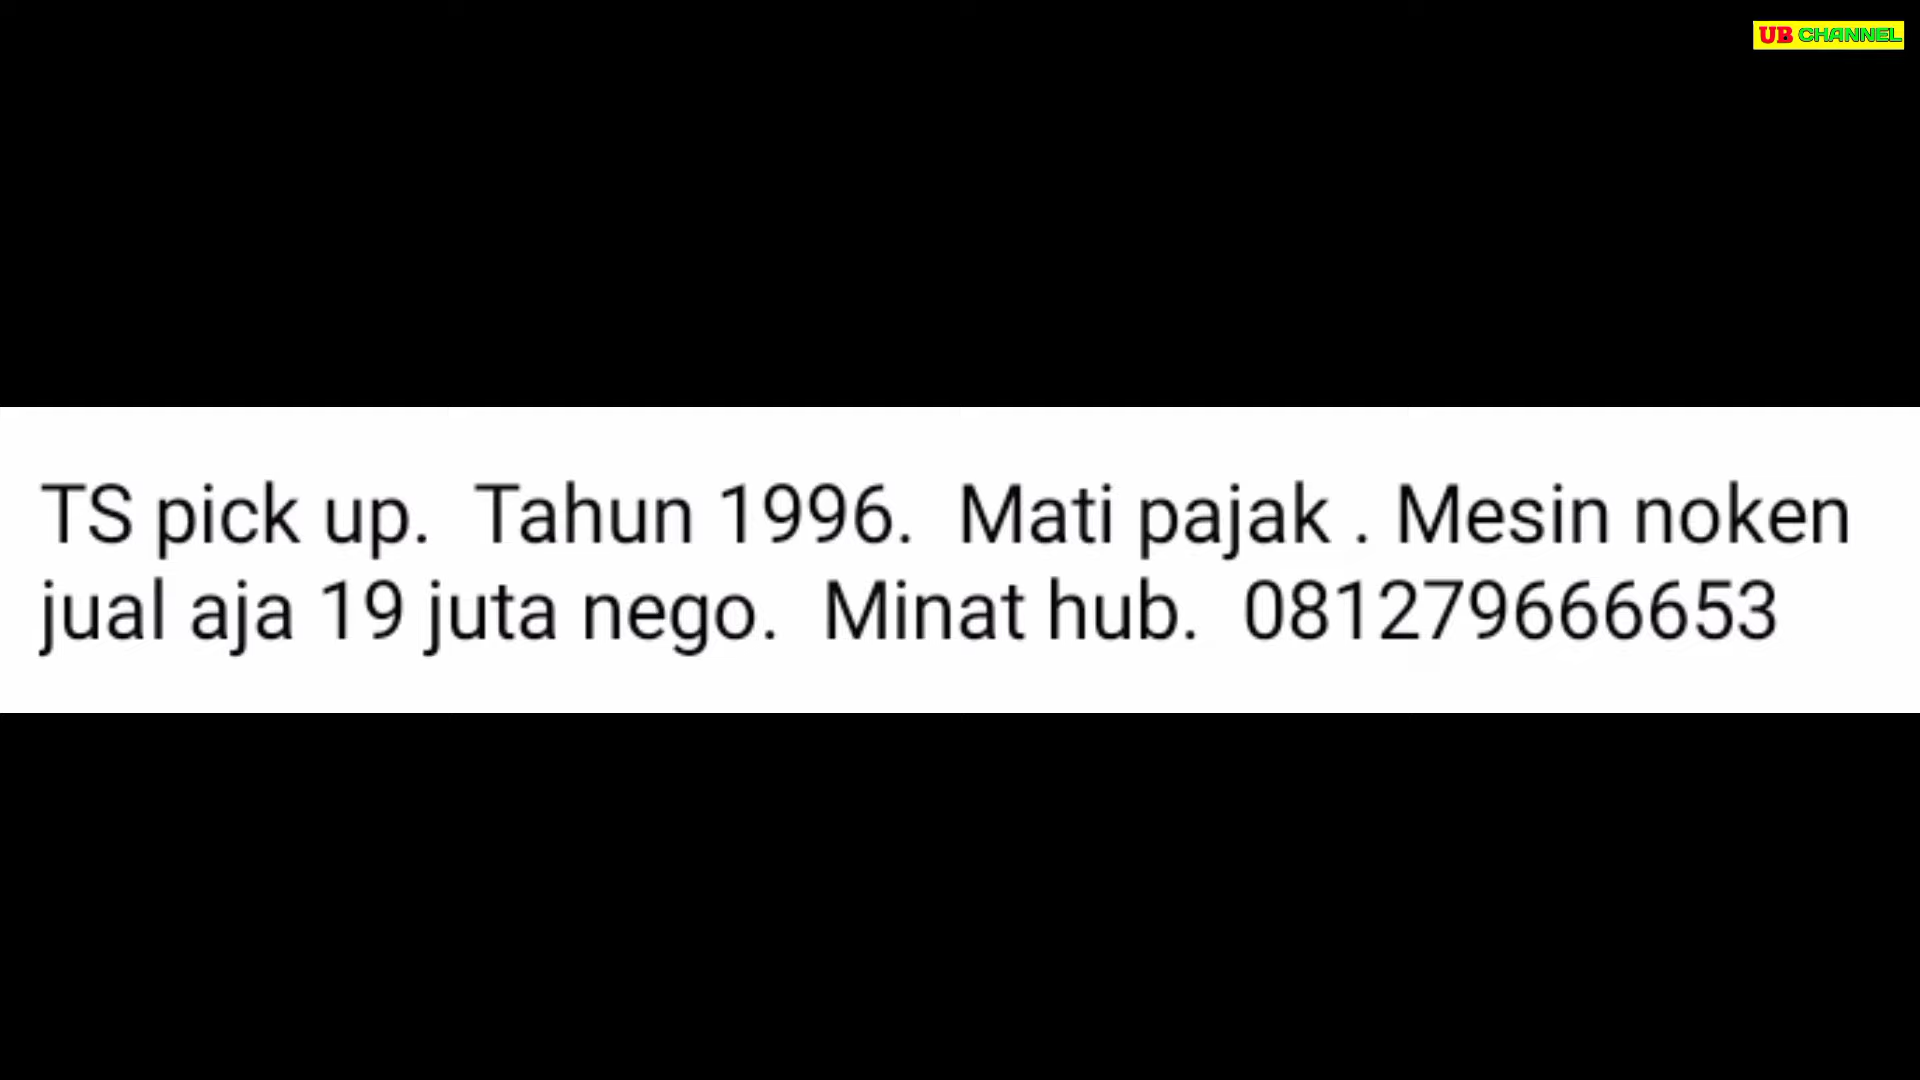 UB CHANNEL
TS pick up. Tahun 1996. Mati pajak . Mesin noken
jual aja 19 juta nego. Minat hub. 081279666653